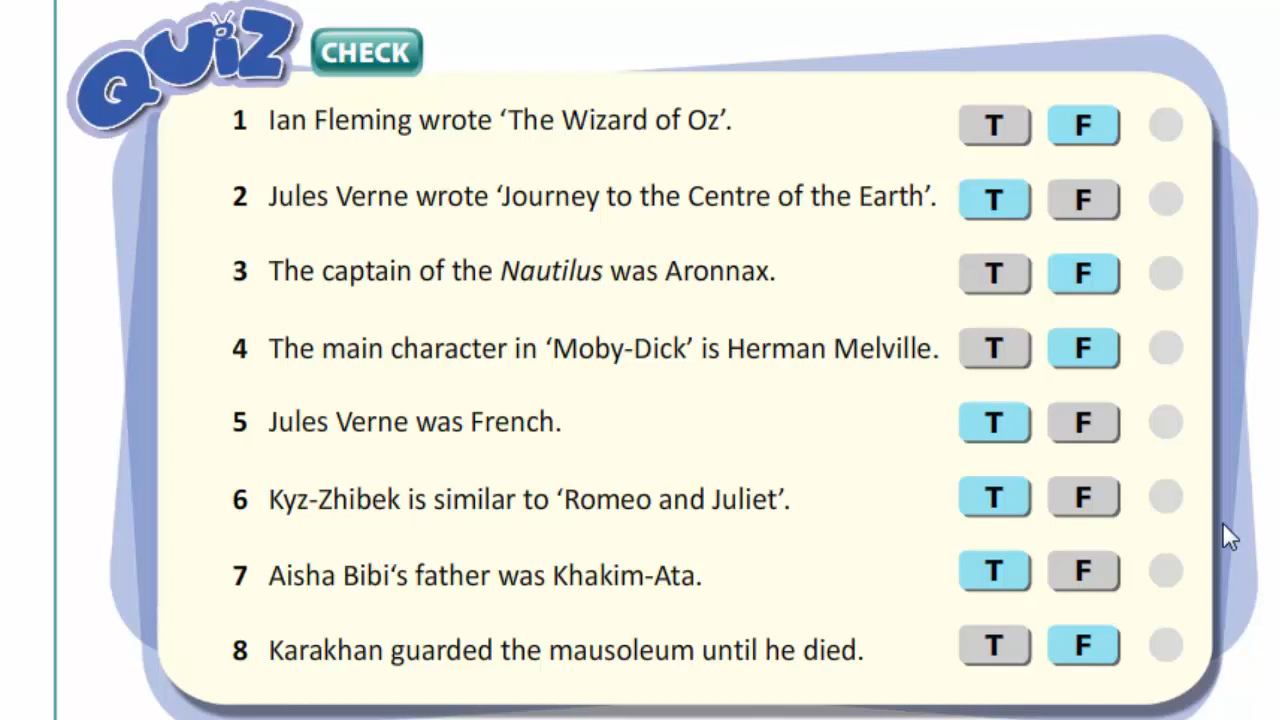 QUIZ CHECK
1 Ian Fleming wrote ‘The Wizard of Oz’. T F
2 Jules Verne wrote ‘Journey to the Centre of the Earth’. T F
3 The captain of the Nautilus was Aronnax. T F
4 The main character in ‘Moby-Dick’ is Herman Melville. T F
5 Jules Verne was French. T F
6 Kyz-Zhibek is similar to ‘Romeo and Juliet’. T F
7 Aisha Bibi‘s father was Khakim-Ata. T F
8 Karakhan guarded the mausoleum until he died. T F